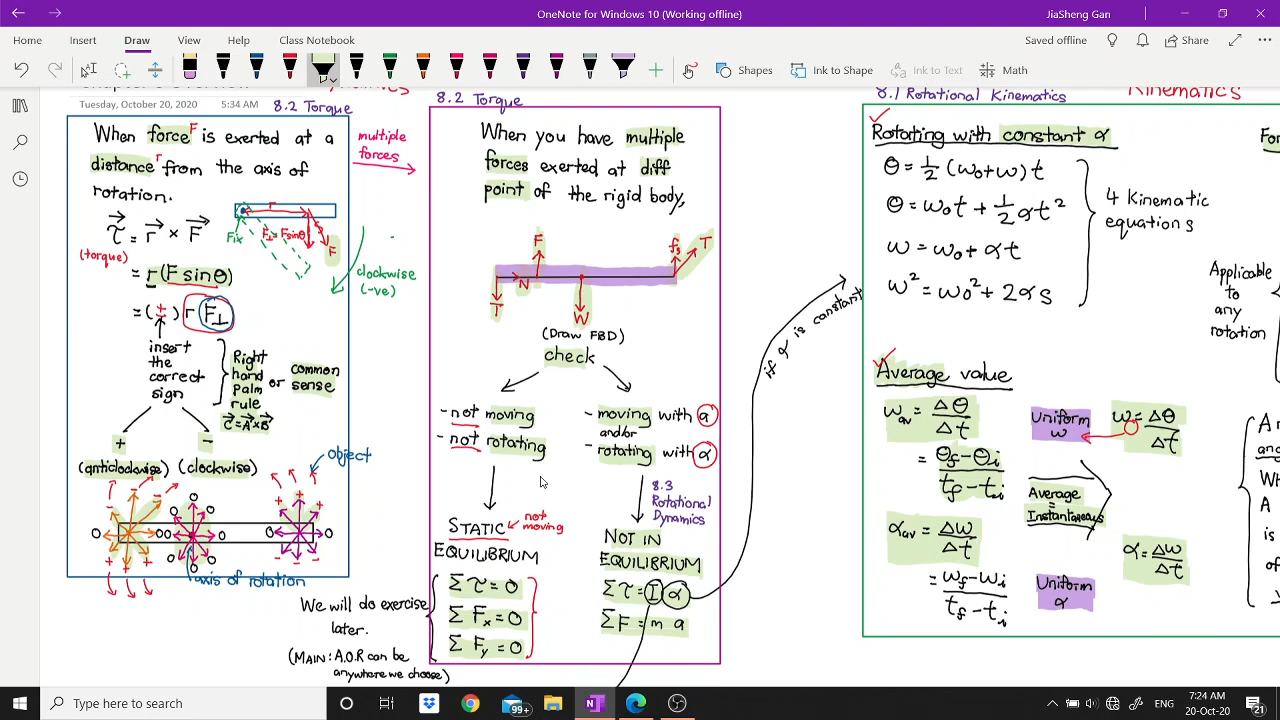 OneNote for Windows 10 (Working offline)
JiaSheng Gan
Home
Insert
Draw
View
Help
Class Notebook
Saved offline
Share
Shapes
Ink to Shape
Ink to Text
Math
Tuesday, October 20, 2020
5:34 AM
8.2 Torque
When force F is exerted at a
distance r from the axis of
rotation.
τ = r × F
(torque)
= r(F sinθ)
= (±) r F⊥
r
Fix
F⊥ = F sinθ
F
clockwise
(-ve)
insert
the
correct
sign
Right
hand
palm
rule
C = A × B
or
common
sense
+
(anticlockwise)
−
(clockwise)
object
axis of rotation
multiple
forces
8.2 Torque
When you have multiple
forces exerted at diff
point of the rigid body,
F
fs
T
N
T
W
(Draw FBD)
check
- not moving
- not rotating
- moving with a
and/or
- rotating with α
8.3
Rotational
Dynamics
STATIC
not
moving
EQUILIBRIUM
Σ τ = 0
Σ Fx = 0
Σ Fy = 0
NOT IN
EQUILIBRIUM
Σ τ = I α
Σ F = m a
We will do exercise
later.
(MAIN: A.O.R can be
anywhere we choose)
if α is constant
8.1 Rotational Kinematics
Kinematics
Rotating with constant α
θ = 1/2 (ω0 + ω) t
θ = ω0t + 1/2 αt²
ω = ω0 + αt
ω² = ω0² + 2αs
4 Kinematic
equations
Applicable
to
any
rotation
Average value
ωav = Δθ/Δt
= θf − θi / tf − ti
Uniform
ω
ω = Δθ/Δt
Average
=
Instantaneous
αav = Δω/Δt
= ωf − ωi / tf − ti
Uniform
α
α = Δω/Δt
Type here to search
99+
7:24 AM
20-Oct-20
21